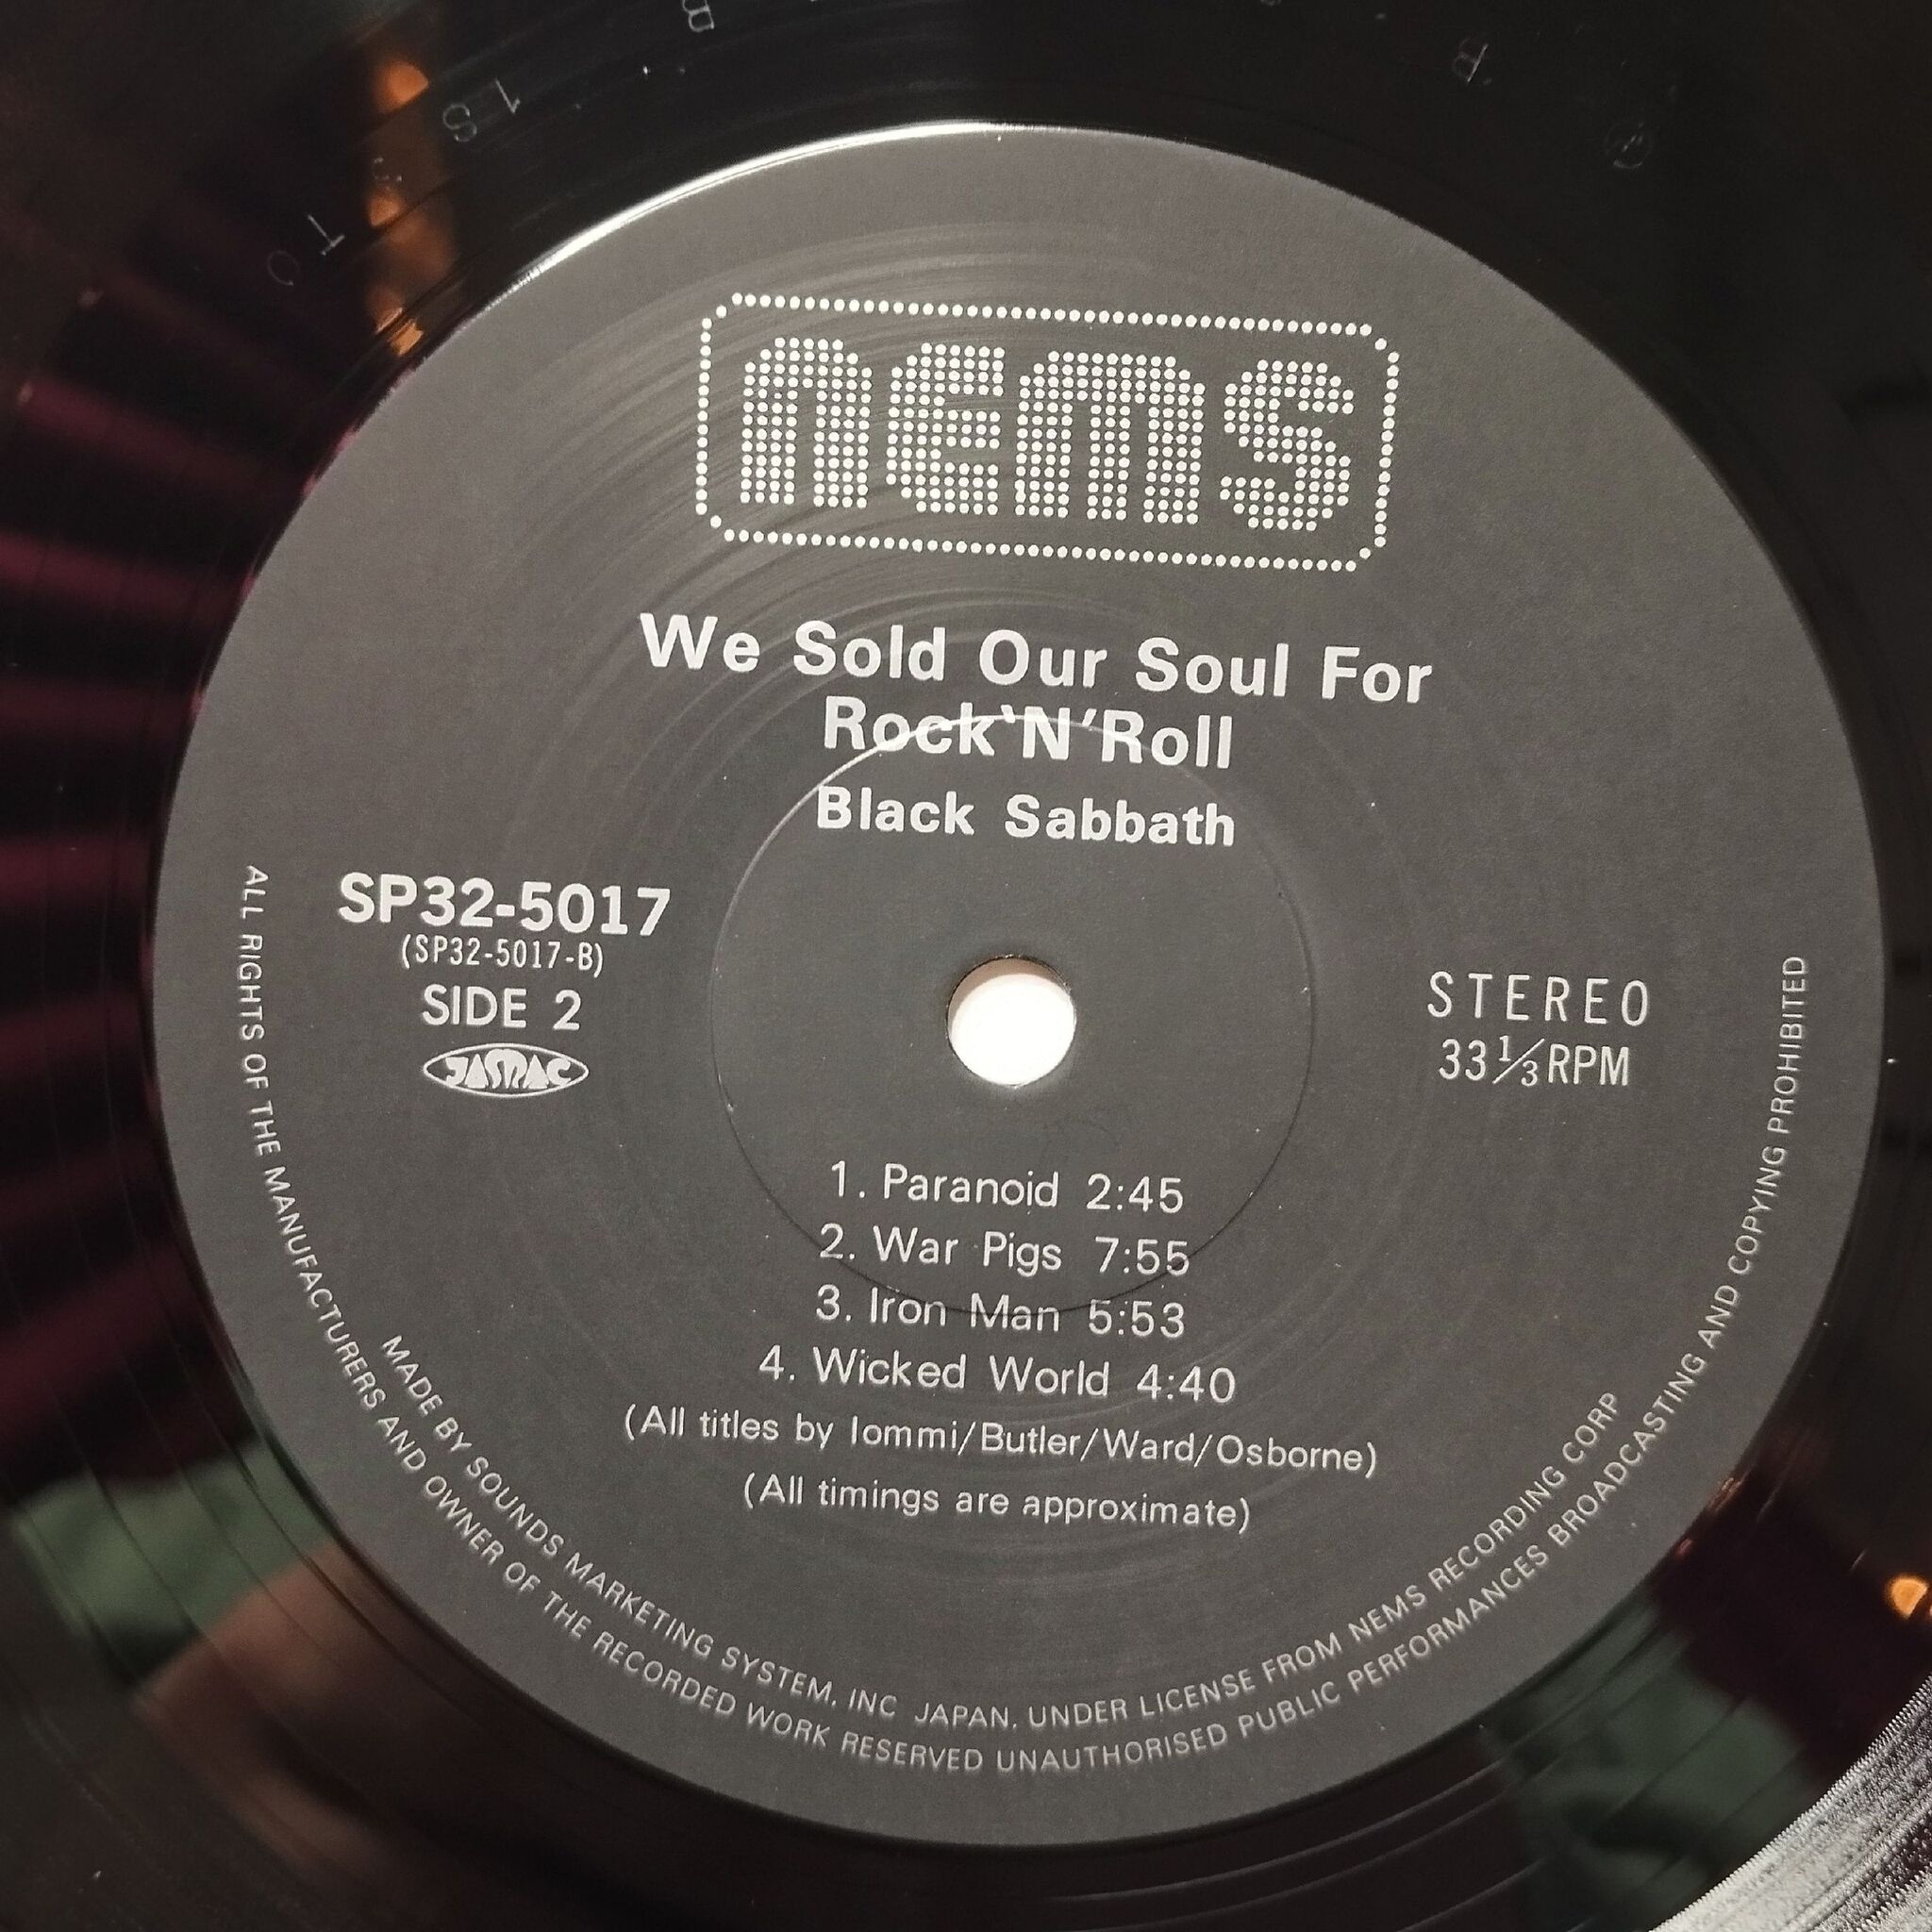 nems
We Sold Our Soul For
Rock'N'Roll
Black Sabbath
SP32-5017
(SP32-5017-B)
SIDE 2
JASRAC
STEREO
33 1/3 RPM
1. Paranoid 2:45
2. War Pigs 7:55
3. Iron Man 5:53
4. Wicked World 4:40
(All titles by Iommi/Butler/Ward/Osborne)
(All timings are approximate)
MADE BY SOUNDS MARKETING SYSTEM, INC JAPAN. UNDER LICENSE FROM NEMS RECORDING CORP
ALL RIGHTS OF THE MANUFACTURERS AND OWNER OF THE RECORDED WORK RESERVED UNAUTHORISED PUBLIC PERFORMANCES BROADCASTING AND COPYING PROHIBITED